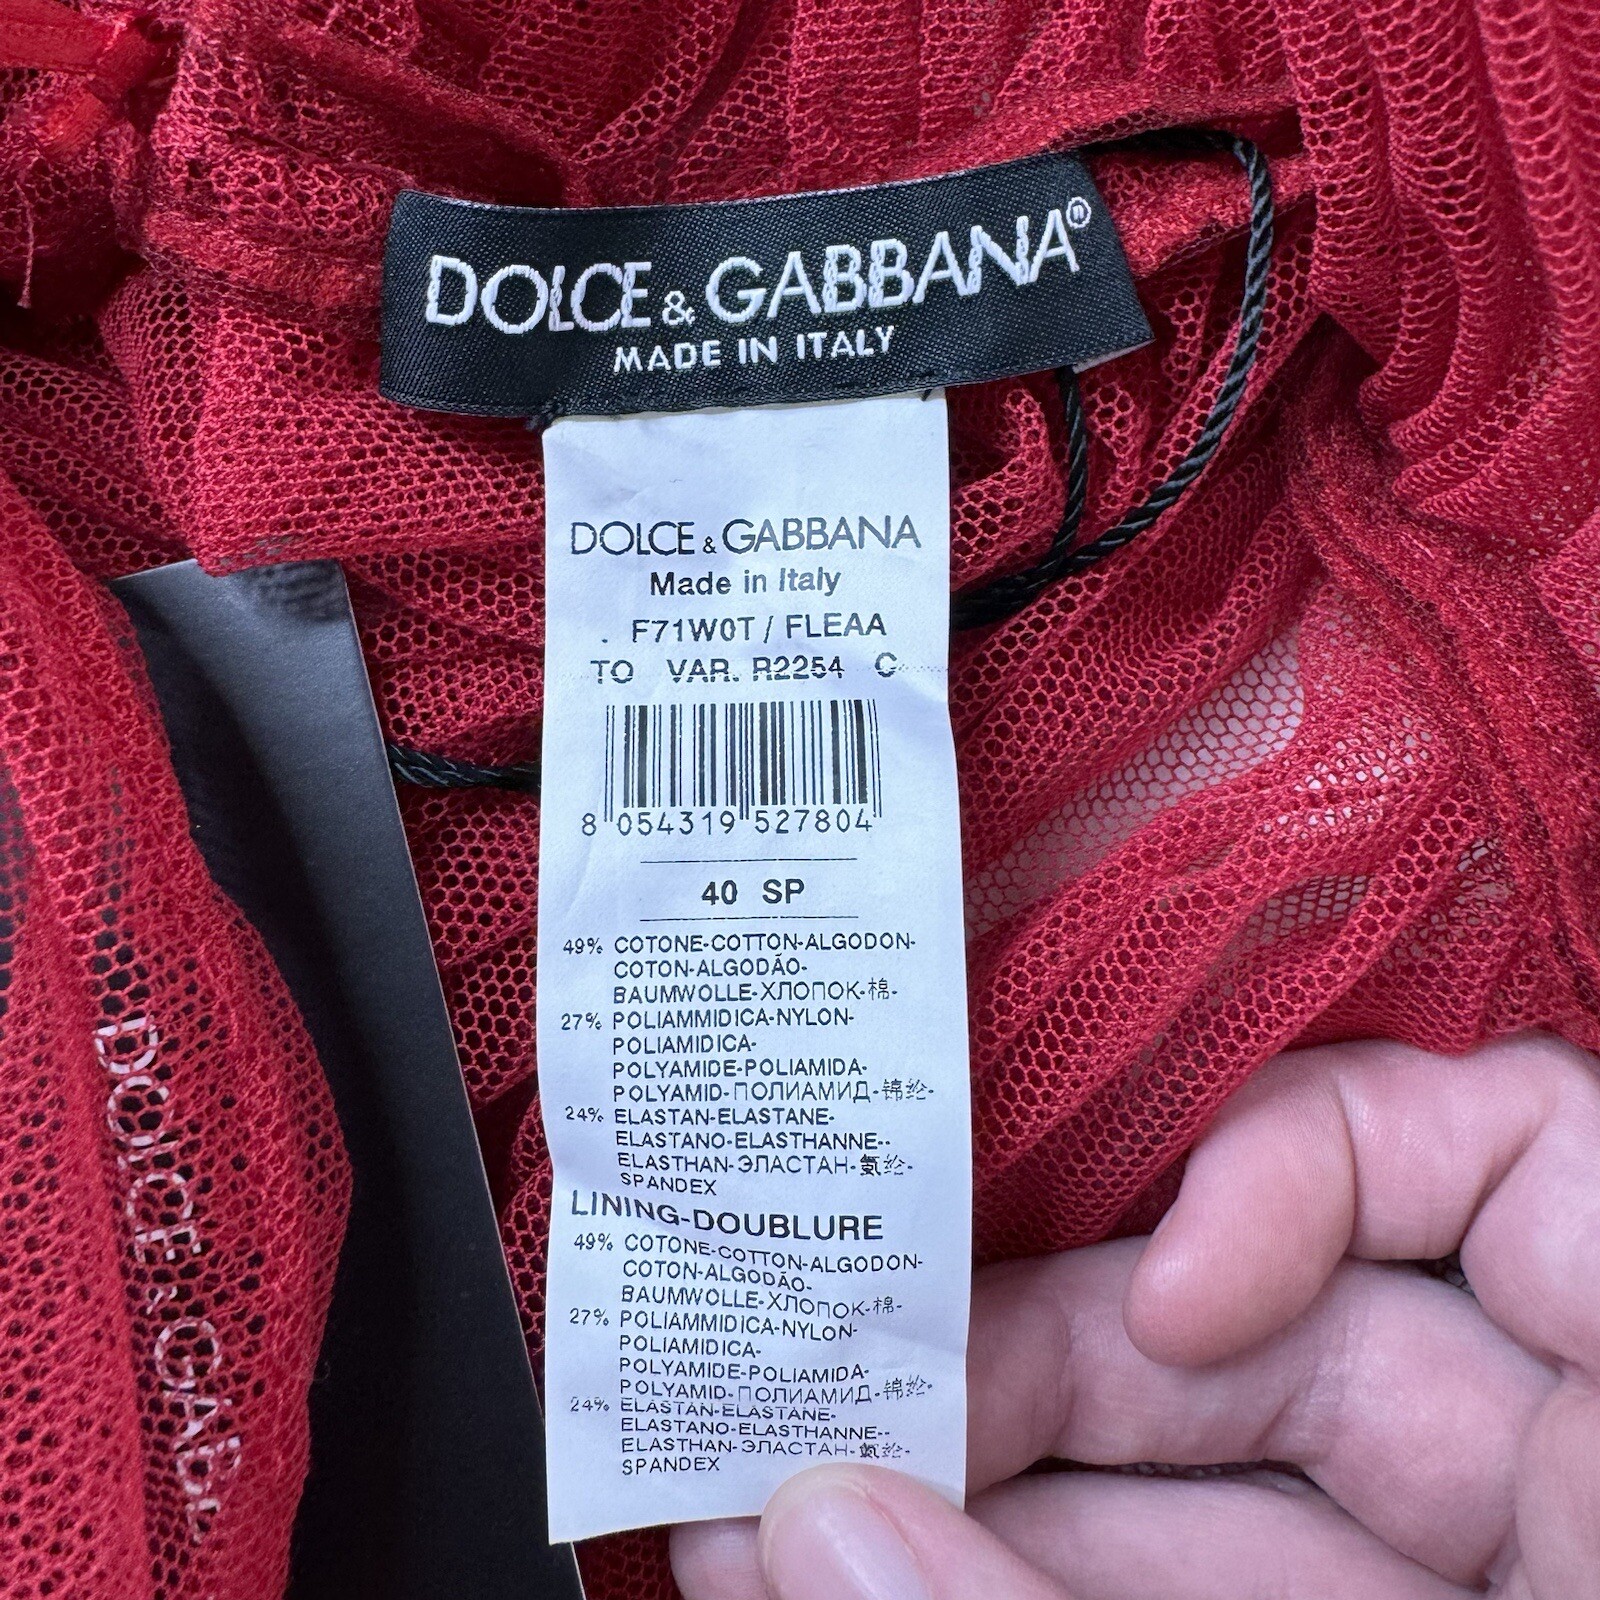 DOLCE & GABBANA®
MADE IN ITALY
DOLCE & GABBANA
Made in Italy
. F71W0T / FLEAA
TO VAR. R2254 C
8 054319 527804
40 SP
49% COTONE-COTTON-ALGODON-
COTON-ALGODÃO-
BAUMWOLLE-ХЛОПОК-棉-
27% POLIAMMIDICA-NYLON-
POLIAMIDICA-
POLYAMIDE-POLIAMIDA-
POLYAMID-ПОЛИАМИД-锦纶-
24% ELASTAN-ELASTANE-
ELASTANO-ELASTHANNE--
ELASTHAN-ЭЛАСТАН-氨纶-
SPANDEX
LINING-DOUBLURE
49% COTONE-COTTON-ALGODON-
COTON-ALGODÃO-
BAUMWOLLE-ХЛОПОК-棉-
27% POLIAMMIDICA-NYLON-
POLIAMIDICA-
POLYAMIDE-POLIAMIDA-
POLYAMID-ПОЛИАМИД-锦纶-
24% ELASTAN-ELASTANE-
ELASTANO-ELASTHANNE--
ELASTHAN-ЭЛАСТАН-氨纶-
SPANDEX
DOLCE & GABB